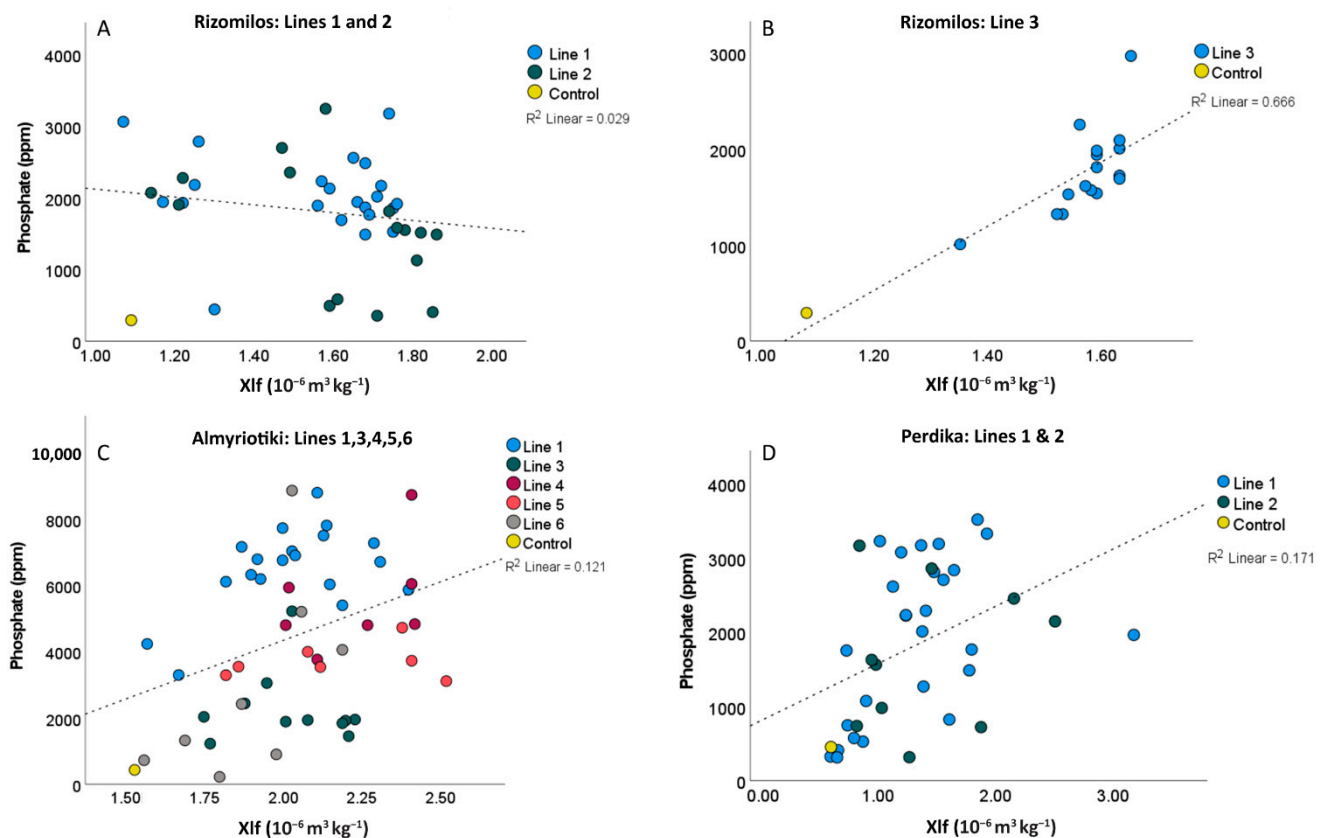 A
Rizomilos: Lines 1 and 2
4000
3000
2000
1000
0
Phosphate (ppm)
Line 1
Line 2
Control
R² Linear = 0.029
1.00 1.20 1.40 1.60 1.80 2.00
Xlf (10⁻⁶ m³ kg⁻¹)
B
Rizomilos: Line 3
3000
2000
1000
0
Phosphate (ppm)
Line 3
Control
R² Linear = 0.666
1.00 1.20 1.40 1.60
Xlf (10⁻⁶ m³ kg⁻¹)
C
Almyriotiki: Lines 1,3,4,5,6
10,000
8000
6000
4000
2000
0
Phosphate (ppm)
Line 1
Line 3
Line 4
Line 5
Line 6
Control
R² Linear = 0.121
1.50 1.75 2.00 2.25 2.50
Xlf (10⁻⁶ m³ kg⁻¹)
D
Perdika: Lines 1 & 2
4000
3000
2000
1000
0
Phosphate (ppm)
Line 1
Line 2
Control
R² Linear = 0.171
0.00 1.00 2.00 3.00
Xlf (10⁻⁶ m³ kg⁻¹)